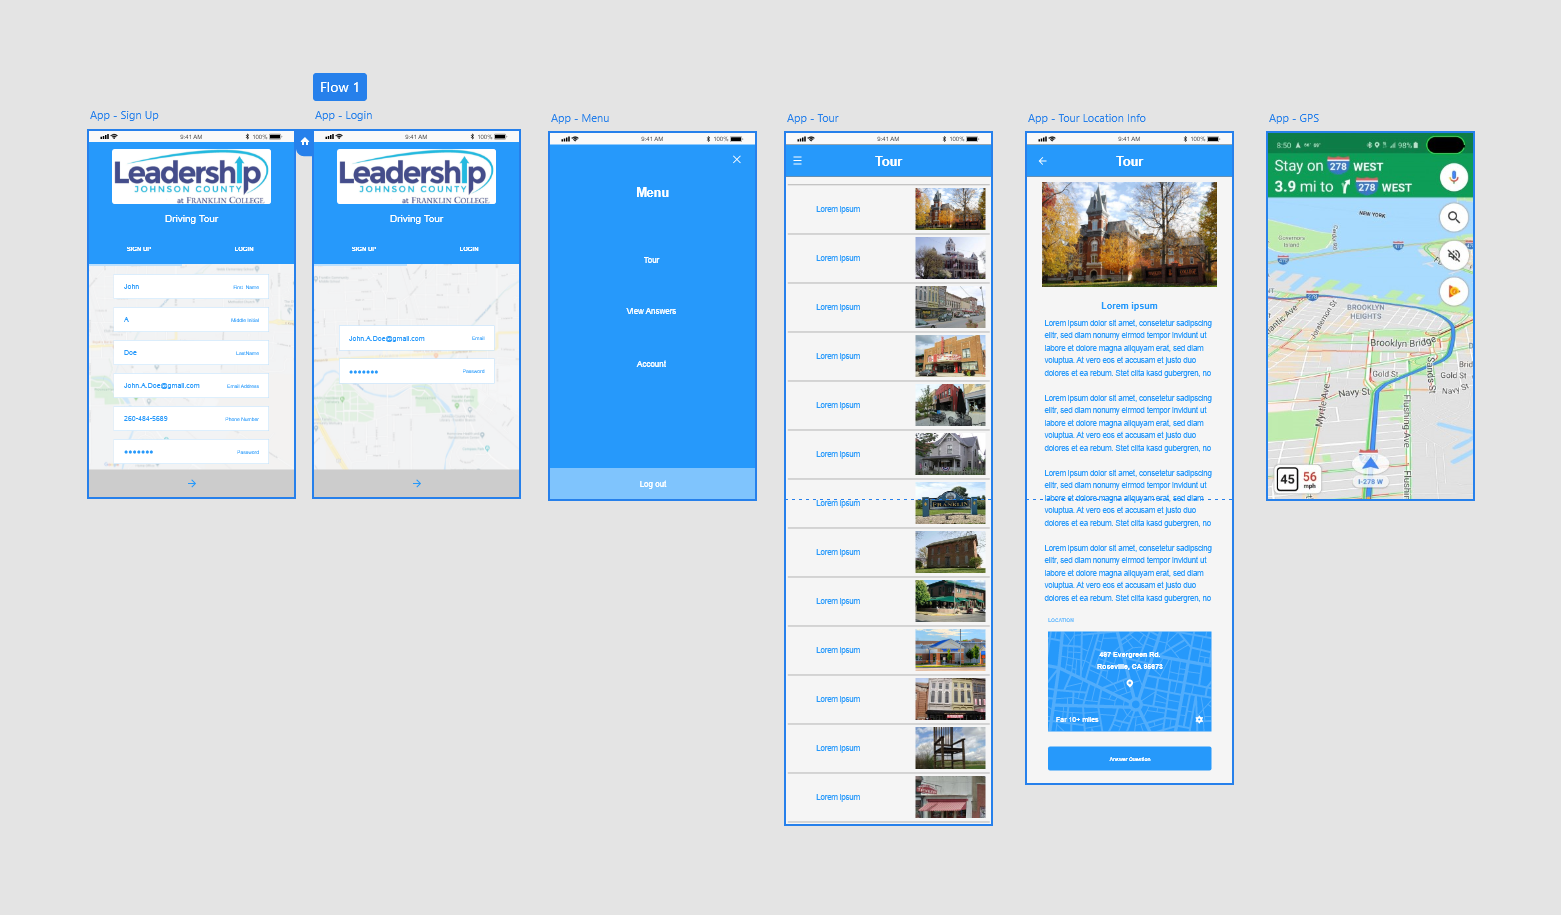 Flow 1
App - Sign Up
9:41 AM
100%
Leadership
JOHNSON COUNTY
at FRANKLIN COLLEGE
Driving Tour
SIGN UP
LOGIN
John
First Name
A
Middle Initial
Doe
Last Name
John.A.Doe@gmail.com
Email Address
260-484-5689
Phone Number
●●●●●●●
Password
App - Login
9:41 AM
100%
Leadership
JOHNSON COUNTY
at FRANKLIN COLLEGE
Driving Tour
SIGN UP
LOGIN
John.A.Doe@gmail.com
Email
●●●●●●●
Password
App - Menu
9:41 AM
100%
Menu
Tour
View Answers
Account
Log out
App - Tour
9:41 AM
100%
Tour
Lorem ipsum
Lorem ipsum
Lorem ipsum
Lorem ipsum
Lorem ipsum
Lorem ipsum
Lorem ipsum
FRANKLIN
Lorem ipsum
Lorem ipsum
Lorem ipsum
Lorem ipsum
Lorem ipsum
Lorem ipsum
App - Tour Location Info
9:41 AM
100%
Tour
Lorem ipsum
Lorem ipsum dolor sit amet, consetetur sadipscing
elitr, sed diam nonumy eirmod tempor invidunt ut
labore et dolore magna aliquyam erat, sed diam
voluptua. At vero eos et accusam et justo duo
dolores et ea rebum. Stet clita kasd gubergren, no
Lorem ipsum dolor sit amet, consetetur sadipscing
elitr, sed diam nonumy eirmod tempor invidunt ut
labore et dolore magna aliquyam erat, sed diam
voluptua. At vero eos et accusam et justo duo
dolores et ea rebum. Stet clita kasd gubergren, no
Lorem ipsum dolor sit amet, consetetur sadipscing
elitr, sed diam nonumy eirmod tempor invidunt ut
labore et dolore magna aliquyam erat, sed diam
voluptua. At vero eos et accusam et justo duo
dolores et ea rebum. Stet clita kasd gubergren, no
Lorem ipsum dolor sit amet, consetetur sadipscing
elitr, sed diam nonumy eirmod tempor invidunt ut
labore et dolore magna aliquyam erat, sed diam
voluptua. At vero eos et accusam et justo duo
dolores et ea rebum. Stet clita kasd gubergren, no
LOCATION
497 Evergreen Rd.
Roseville, CA 95673
Far 10+ miles
Answer Question
App - GPS
8:50
98%
Stay on 278 WEST
3.9 mi to 278 WEST
NEW YORK
Governors
Island
278
278
278
BROOKLYN
HEIGHTS
Atlantic Ave
Joralemon St
Brooklyn Bridge
Sands St
Gold St
Gold St
Navy St
Navy St
Myrtle Ave
Flushing Ave
Flushin
45
56
mph
I-278 W